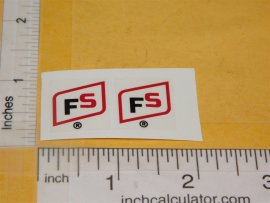 2
1
Inches
FS FS
® ®
inch 1 2 3
inchcalculator.com